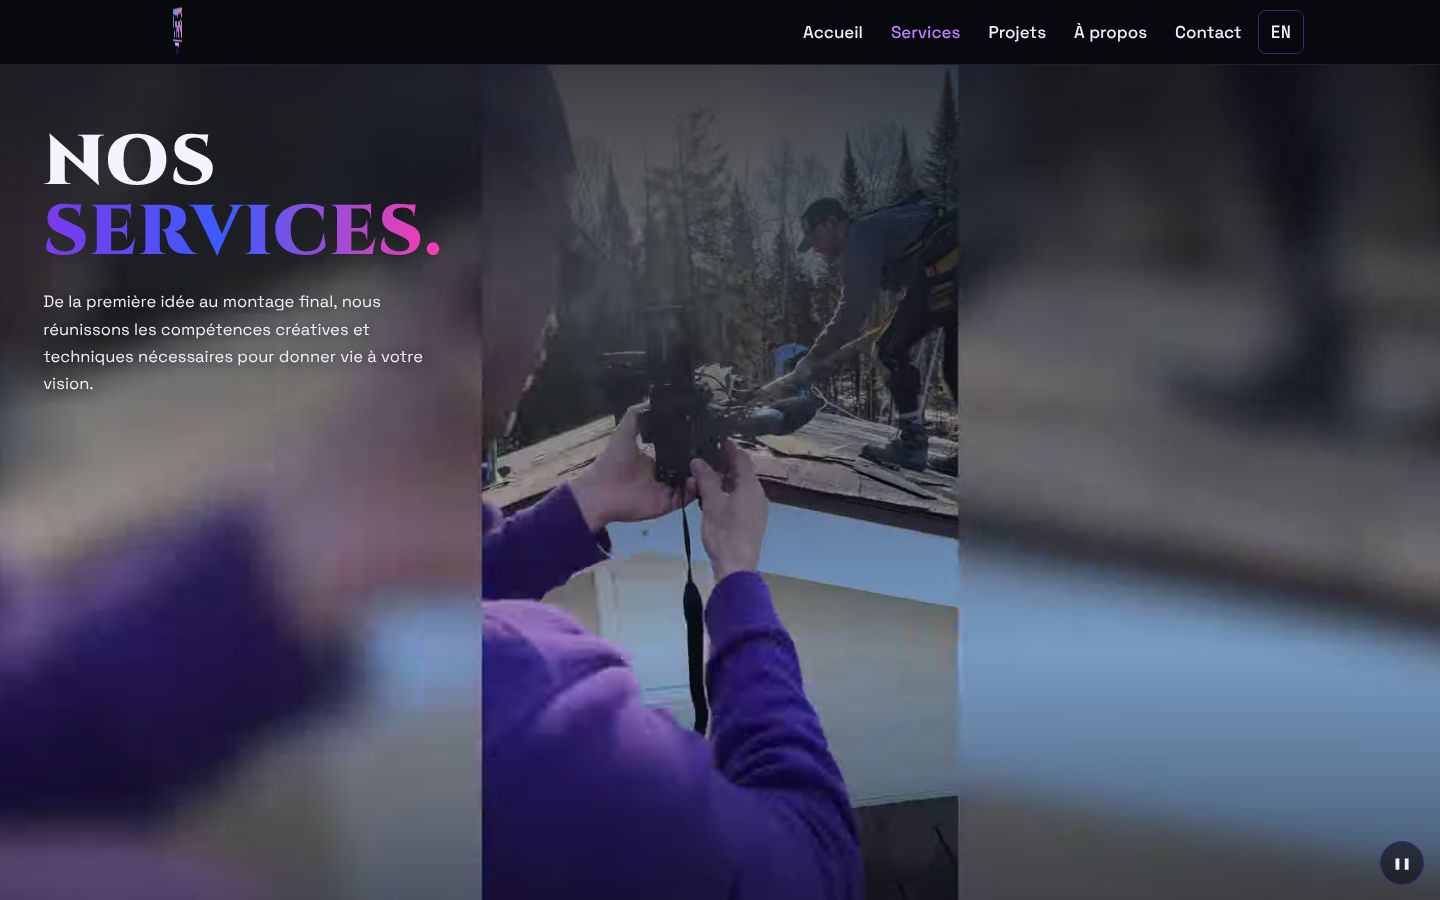 Accueil Services Projets À propos Contact EN
NOS
SERVICES.
De la première idée au montage final, nous
réunissons les compétences créatives et
techniques nécessaires pour donner vie à votre
vision.